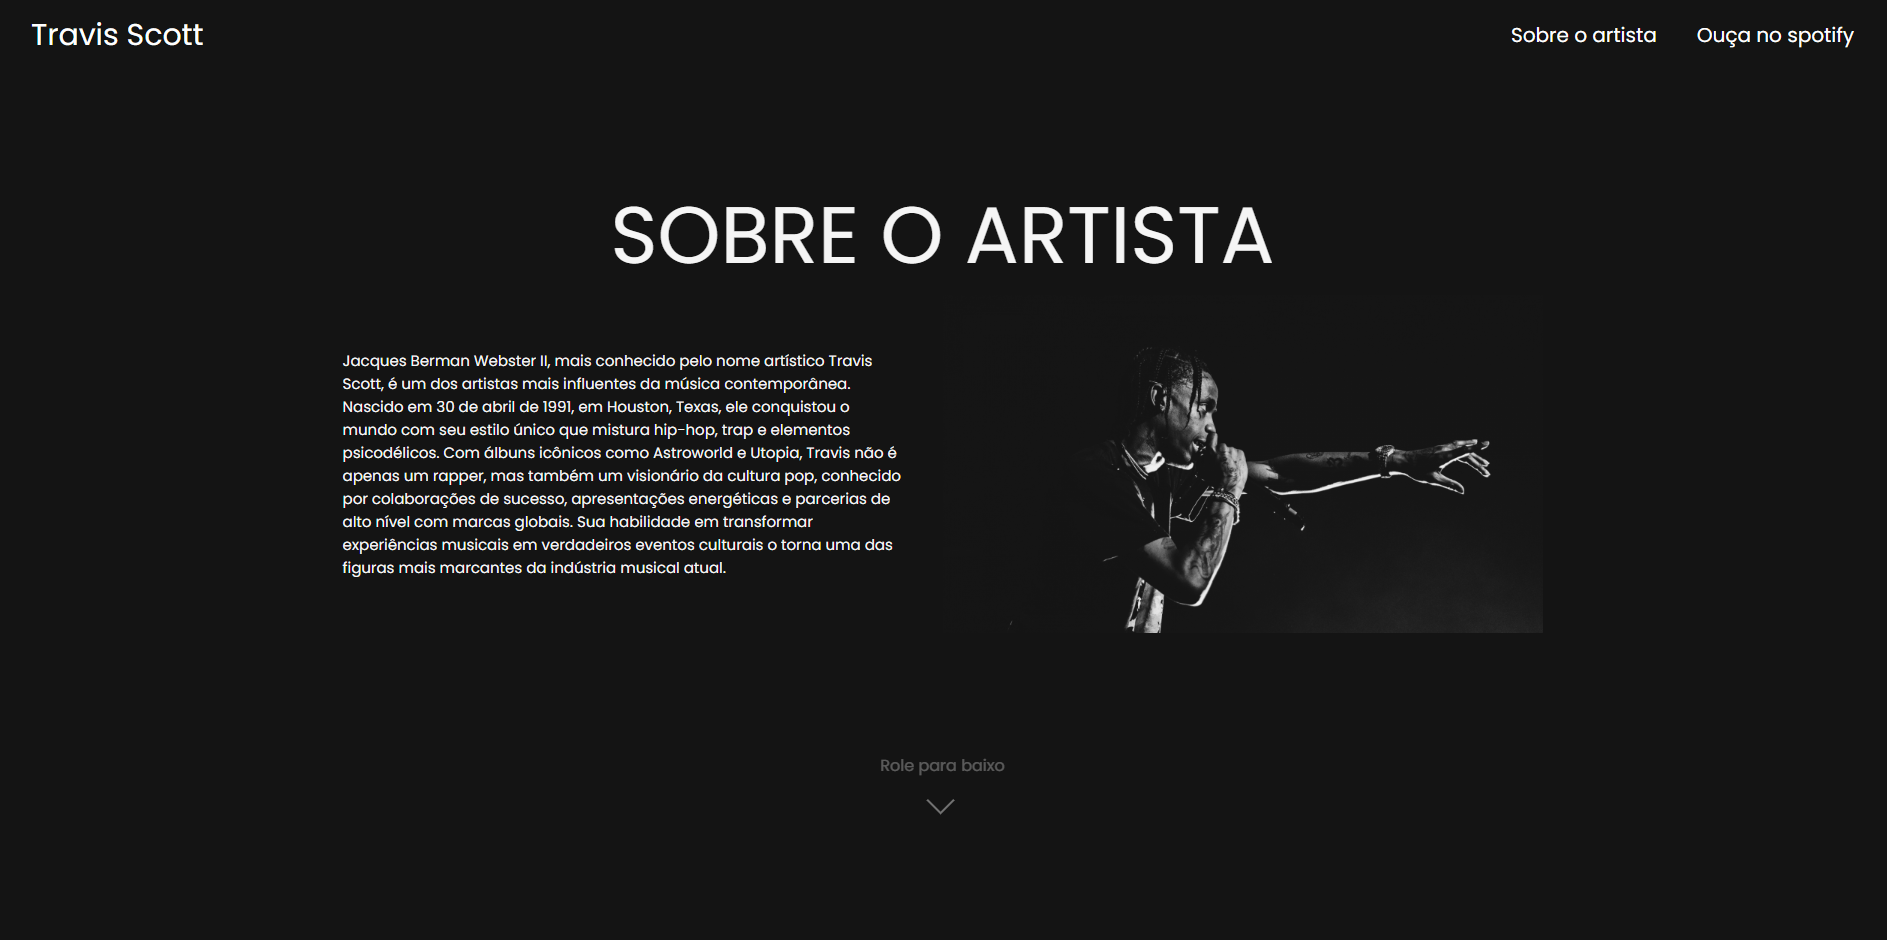 Travis Scott
Sobre o artista
Ouça no spotify
SOBRE O ARTISTA
Jacques Berman Webster II, mais conhecido pelo nome artístico Travis
Scott, é um dos artistas mais influentes da música contemporânea.
Nascido em 30 de abril de 1991, em Houston, Texas, ele conquistou o
mundo com seu estilo único que mistura hip-hop, trap e elementos
psicodélicos. Com álbuns icônicos como Astroworld e Utopia, Travis não é
apenas um rapper, mas também um visionário da cultura pop, conhecido
por colaborações de sucesso, apresentações energéticas e parcerias de
alto nível com marcas globais. Sua habilidade em transformar
experiências musicais em verdadeiros eventos culturais o torna uma das
figuras mais marcantes da indústria musical atual.
Role para baixo